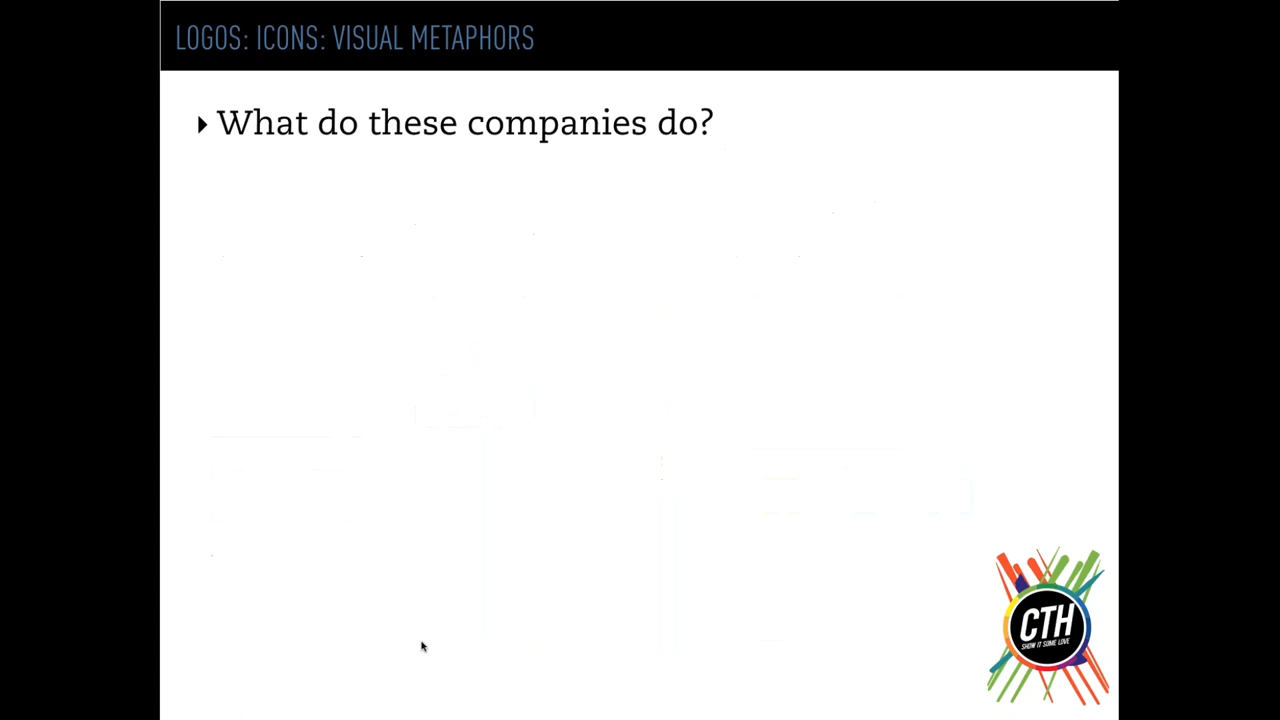 LOGOS: ICONS: VISUAL METAPHORS
What do these companies do?
CTH
SHOW IT SOME LOVE